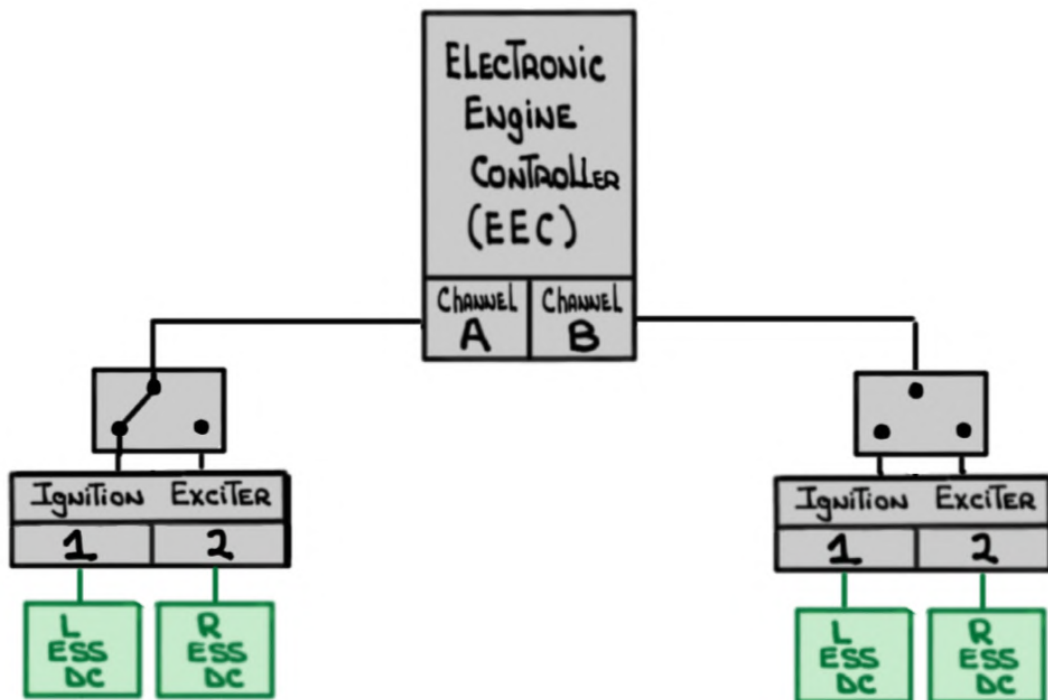 Electronic
Engine
Controller
(EEC)
Channel
A
Channel
B
Ignition Exciter
1 2
L
ESS
DC
R
ESS
DC
Ignition Exciter
1 2
L
ESS
DC
R
ESS
DC